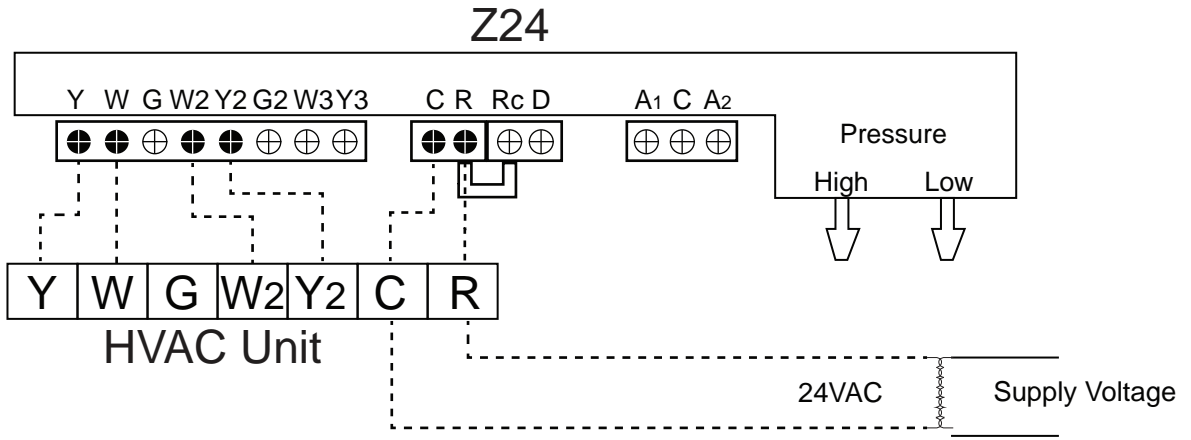 Z24
Y W G W2 Y2 G2 W3 Y3 C R Rc D A1 C A2
Pressure
High Low
Y W G W2 Y2 C R
HVAC Unit
24VAC Supply Voltage